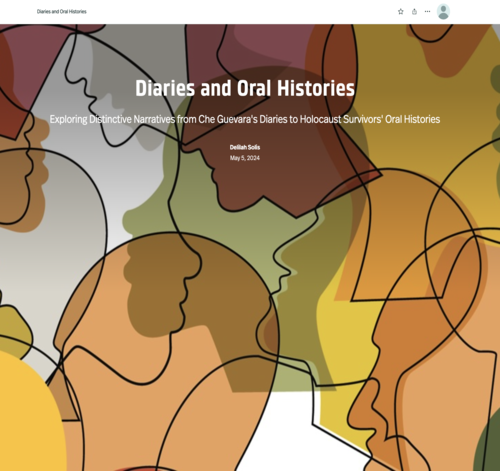 Diaries and Oral Histories
Diaries and Oral Histories
Exploring Distinctive Narratives from Che Guevara's Diaries to Holocaust Survivors' Oral Histories
Delilah Solis
May 5, 2024